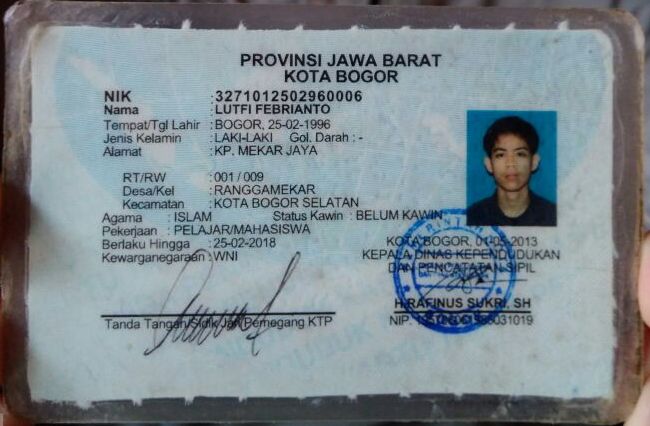 PROVINSI JAWA BARAT
KOTA BOGOR
NIK : 3271012502960006
Nama : LUTFI FEBRIANTO
Tempat/Tgl Lahir : BOGOR, 25-02-1996
Jenis Kelamin : LAKI-LAKI Gol. Darah : -
Alamat : KP. MEKAR JAYA
RT/RW : 001 / 009
Desa/Kel : RANGGAMEKAR
Kecamatan : KOTA BOGOR SELATAN
Agama : ISLAM Status Kawin : BELUM KAWIN
Pekerjaan : PELAJAR/MAHASISWA
Berlaku Hingga : 25-02-2018
Kewarganegaraan : WNI
KOTA BOGOR, 01-05-2013
KEPALA DINAS KEPENDUDUKAN
DAN PENCATATAN SIPIL
H.RAFINUS SUKRI, SH
Tanda Tangan/Sidik Jari Pemegang KTP
NIP.